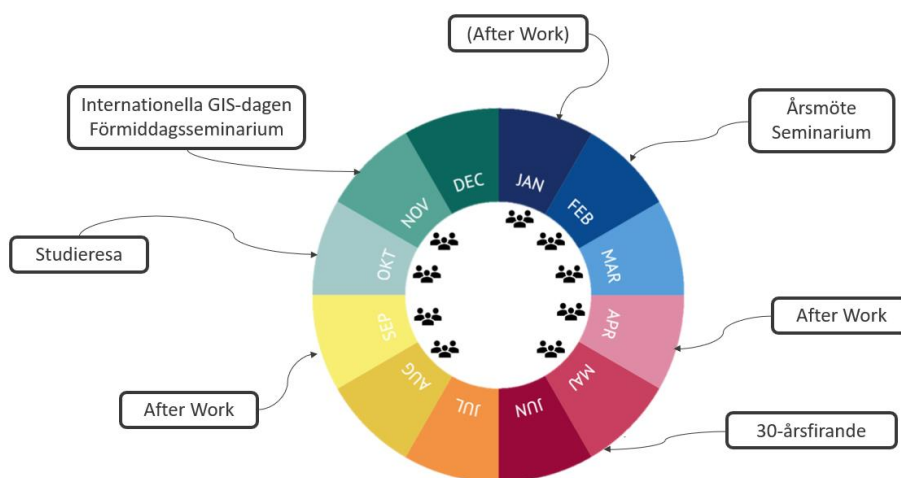 (After Work)
Internationella GIS-dagen
Förmiddagsseminarium
Årsmöte
Seminarium
Studieresa
After Work
After Work
30-årsfirande
JAN
FEB
MAR
APR
MAJ
JUN
JUL
AUG
SEP
OKT
NOV
DEC